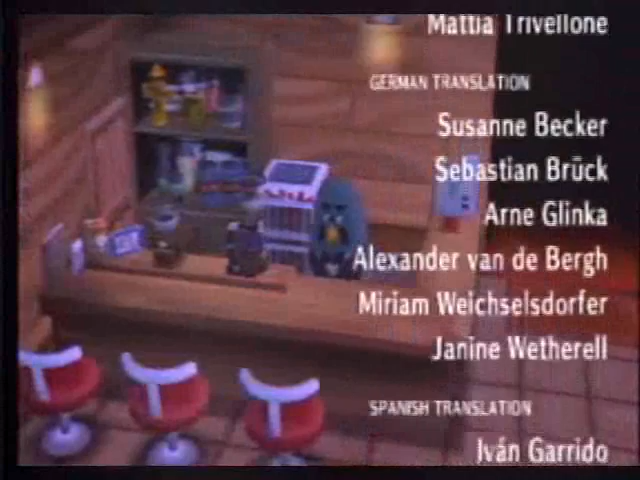 Mattia Trivellone
GERMAN TRANSLATION
Susanne Becker
Sebastian Brück
Arne Glinka
Alexander van de Bergh
Miriam Weichselsdorfer
Janine Wetherell
SPANISH TRANSLATION
Iván Garrido